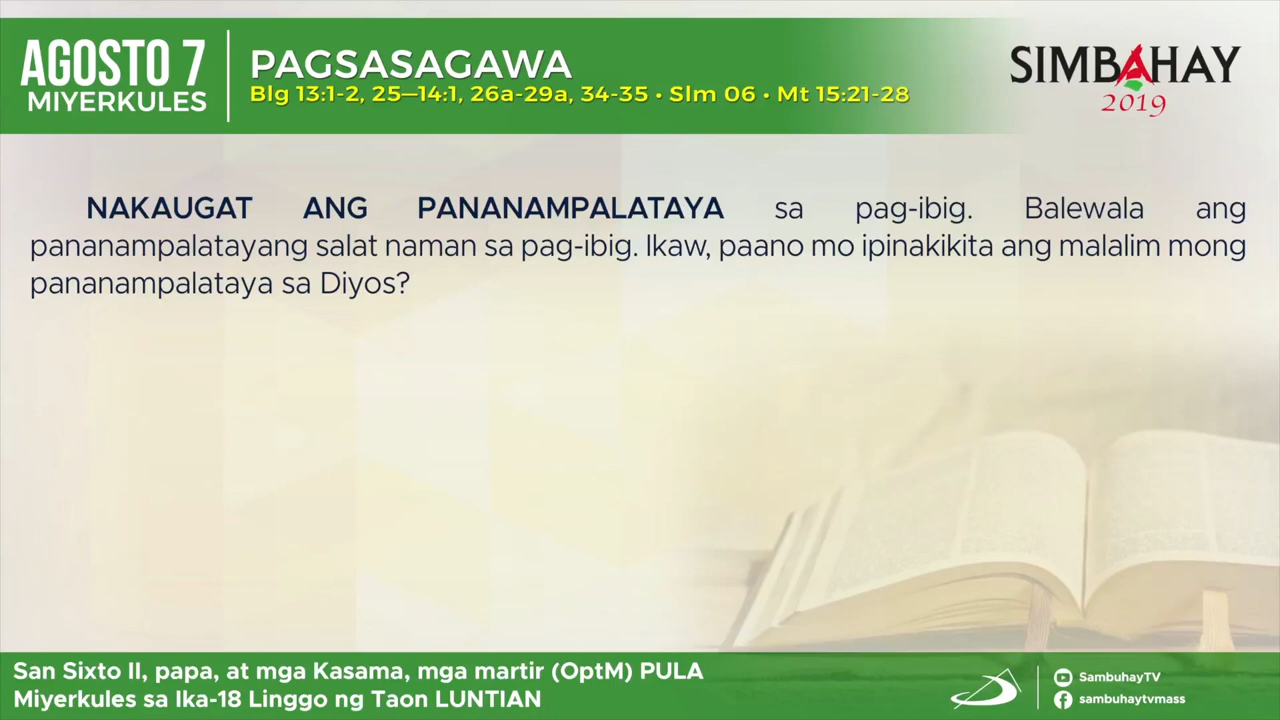 AGOSTO 7
MIYERKULES
PAGSASAGAWA
Blg 13:1-2, 25—14:1, 26a-29a, 34-35 • Slm 06 • Mt 15:21-28
SIMBAHAY
2019
NAKAUGAT ANG PANANAMPALATAYA sa pag-ibig. Balewala ang
pananampalatayang salat naman sa pag-ibig. Ikaw, paano mo ipinakikita ang malalim mong
pananampalataya sa Diyos?
San Sixto II, papa, at mga Kasama, mga martir (OptM) PULA
Miyerkules sa Ika-18 Linggo ng Taon LUNTIAN
SambuhayTV
sambuhaytvmass